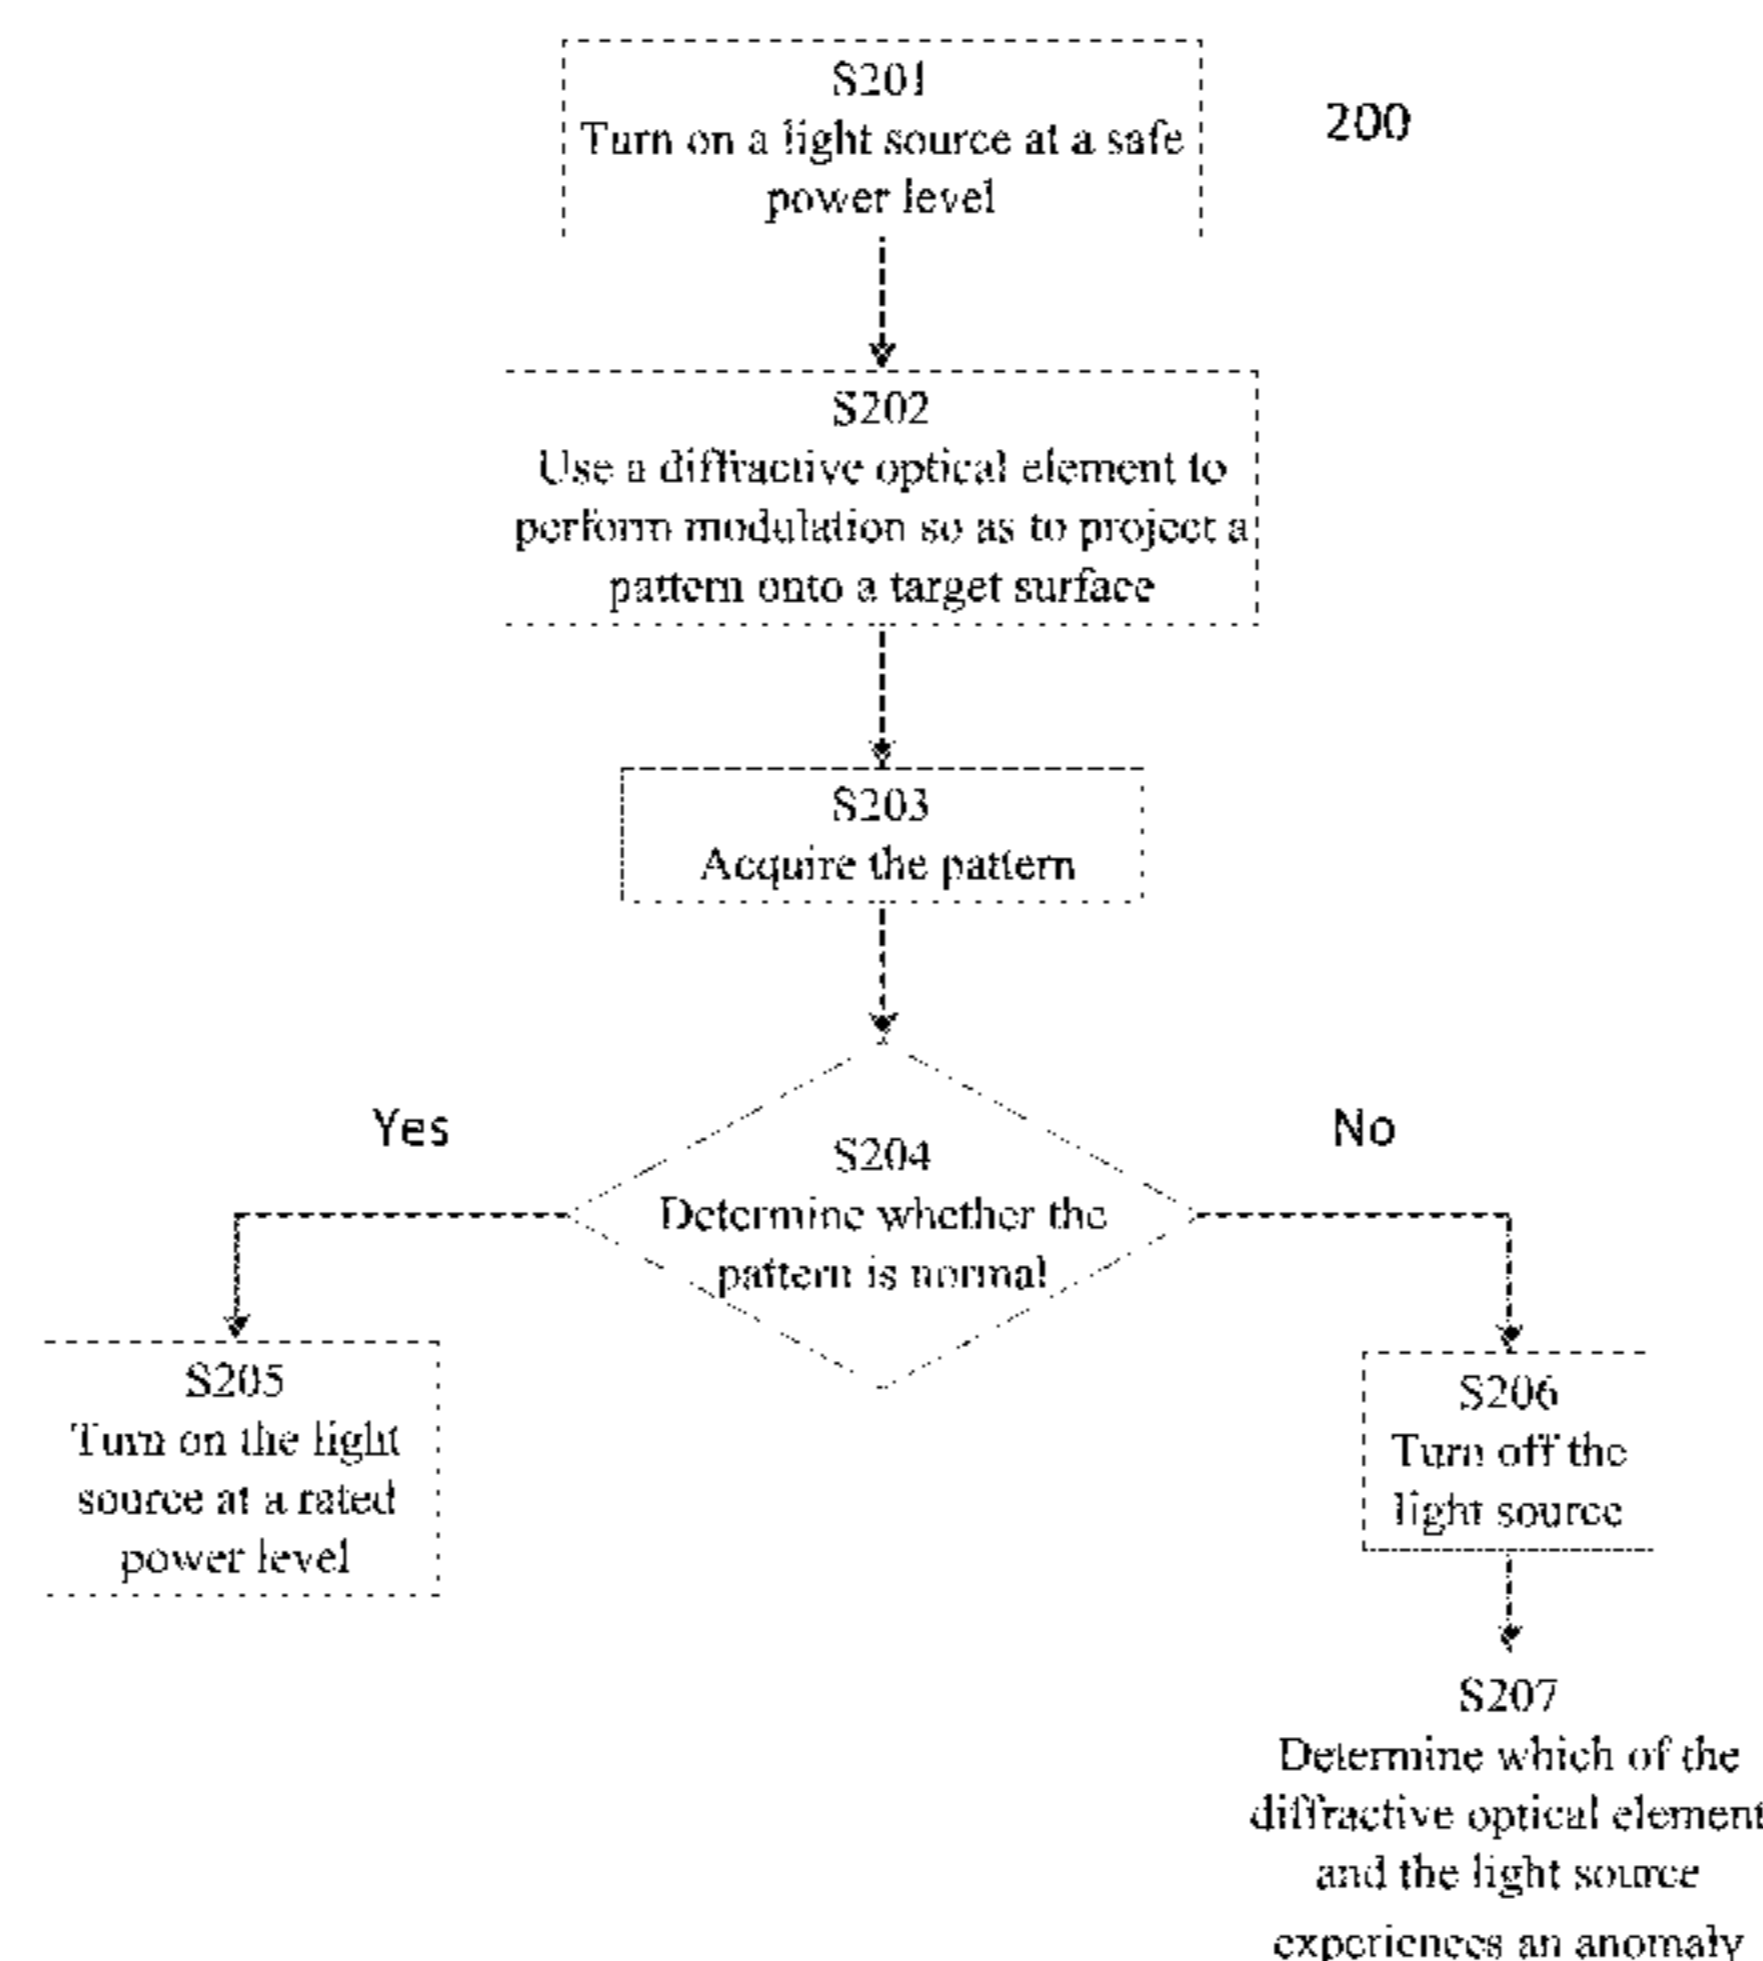 S201
Turn on a light source at a safe
power level
200
S202
Use a diffractive optical element to
perform modulation so as to project a
pattern onto a target surface
S203
Acquire the pattern
Yes
No
S204
Determine whether the
pattern is normal
S205
Turn on the light
source at a rated
power level
S206
Turn off the
light source
S207
Determine which of the
diffractive optical element
and the light source
experiences an anomaly